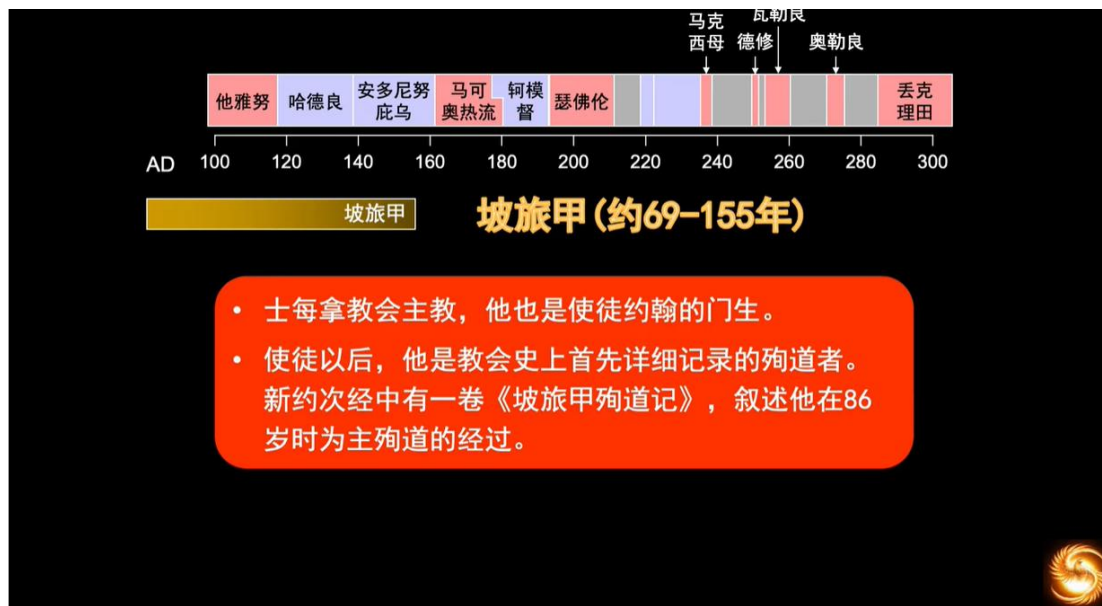 马克
西母
德修
瓦勒良
奥勒良
他雅努
哈德良
安多尼努
庇乌
马可
奥热流
轲模
督
瑟佛伦
丢克
理田
AD 100 120 140 160 180 200 220 240 260 280 300
坡旅甲
坡旅甲(约69-155年)
• 士每拿教会主教，他也是使徒约翰的门生。
• 使徒以后，他是教会史上首先详细记录的殉道者。
新约次经中有一卷《坡旅甲殉道记》，叙述他在86
岁时为主殉道的经过。